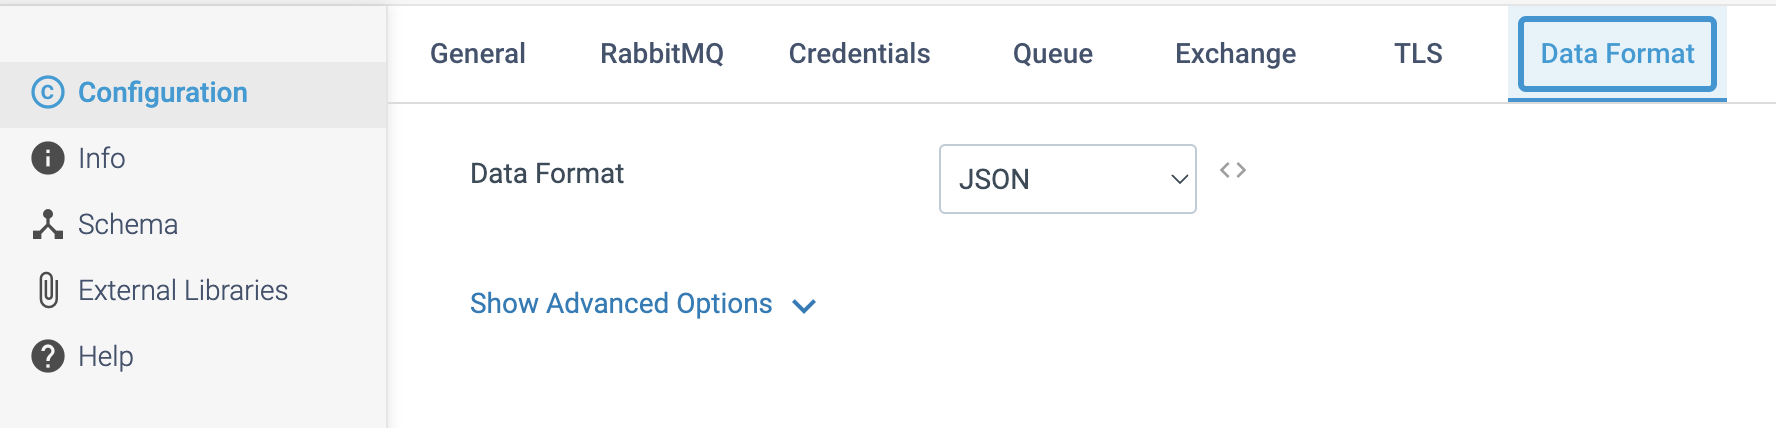 General RabbitMQ Credentials Queue Exchange TLS Data Format
Configuration
Info
Schema
External Libraries
Help
Data Format JSON
Show Advanced Options